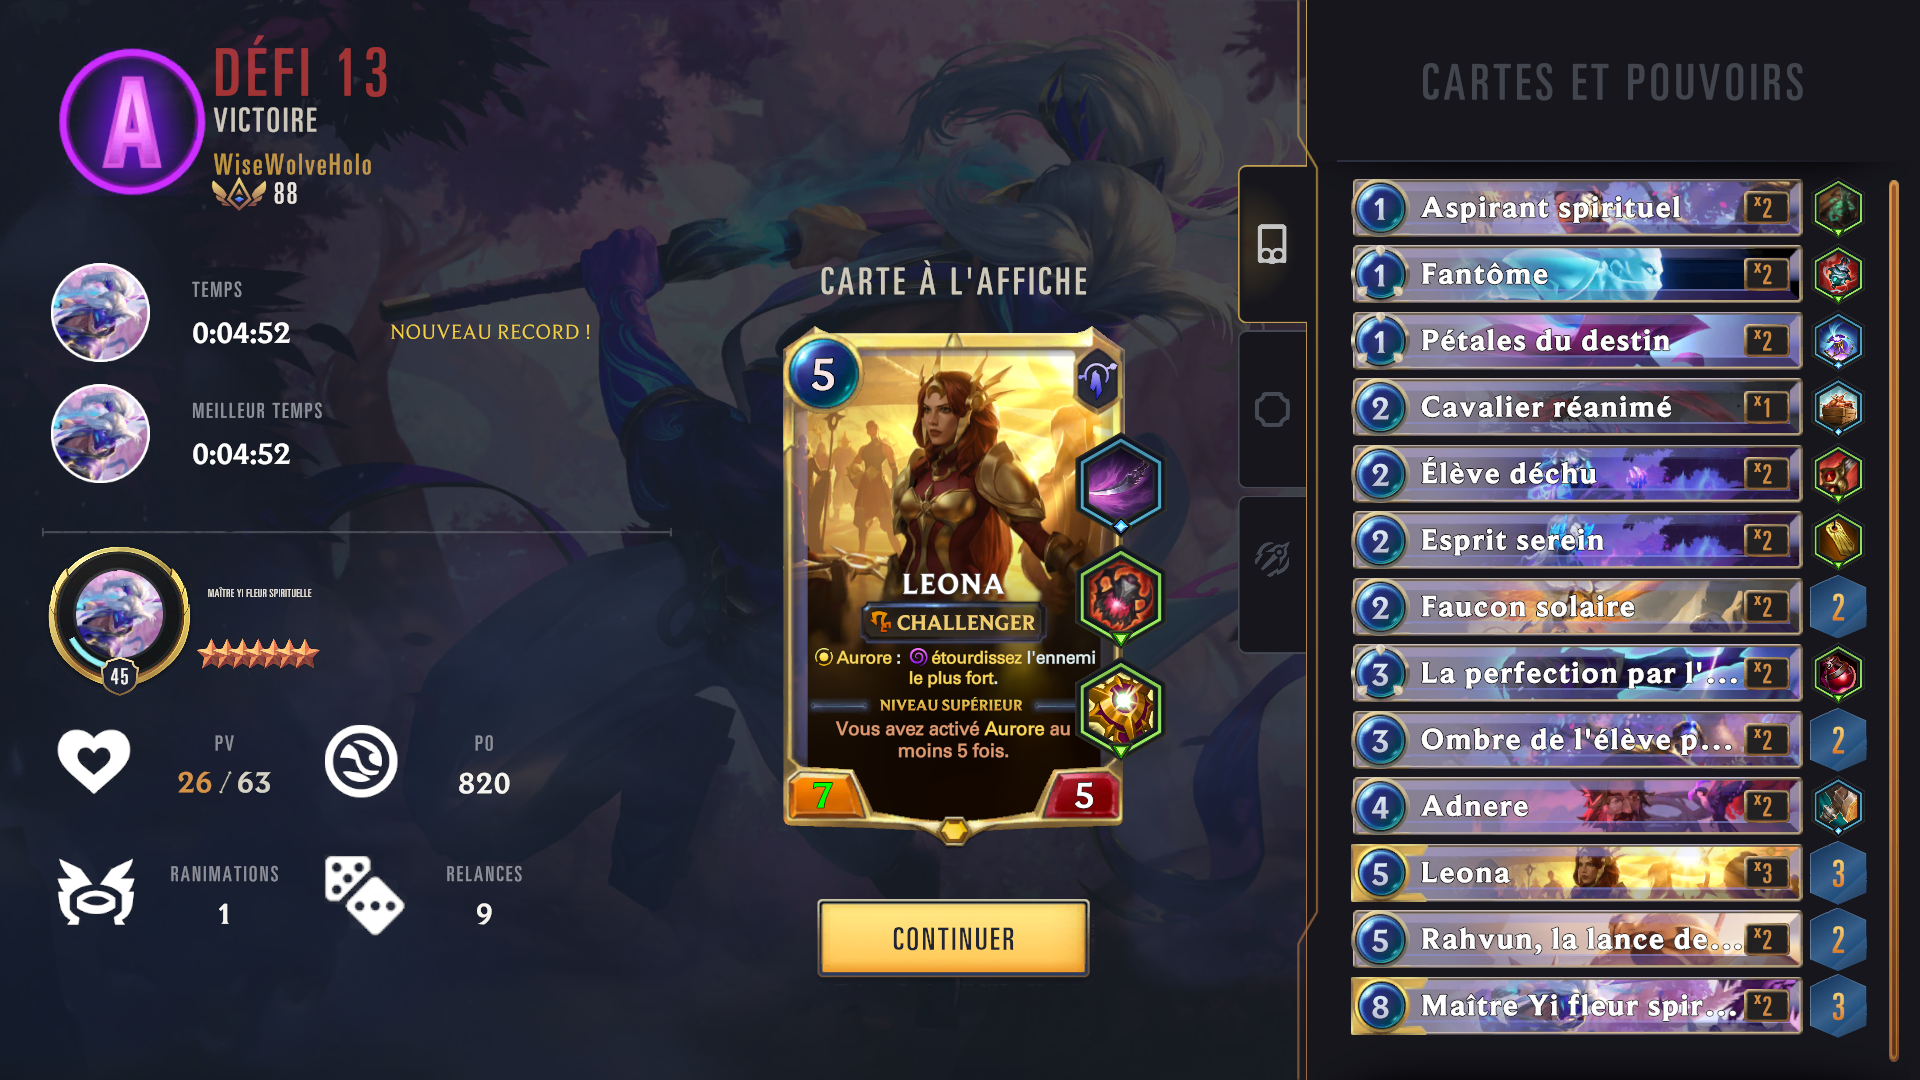 A
DÉFI 13
VICTOIRE
WiseWolveHolo
88
TEMPS
0:04:52
NOUVEAU RECORD !
MEILLEUR TEMPS
0:04:52
MAÎTRE YI FLEUR SPIRITUELLE
45
PV
26 / 63
PO
820
RANIMATIONS
1
RELANCES
9
CARTE À L'AFFICHE
5
LEONA
CHALLENGER
Aurore : étourdissez l'ennemi
le plus fort.
NIVEAU SUPÉRIEUR
Vous avez activé Aurore au
moins 5 fois.
7
5
CONTINUER
CARTES ET POUVOIRS
1 Aspirant spirituel x2
1 Fantôme x2
1 Pétales du destin x2
2 Cavalier réanimé x1
2 Élève déchu x2
2 Esprit serein x2
2 Faucon solaire x2 2
3 La perfection par l'... x2
3 Ombre de l'élève p... x2 2
4 Adnere x2
5 Leona x3 3
5 Rahvun, la lance de... x2 2
8 Maître Yi fleur spir... x2 3